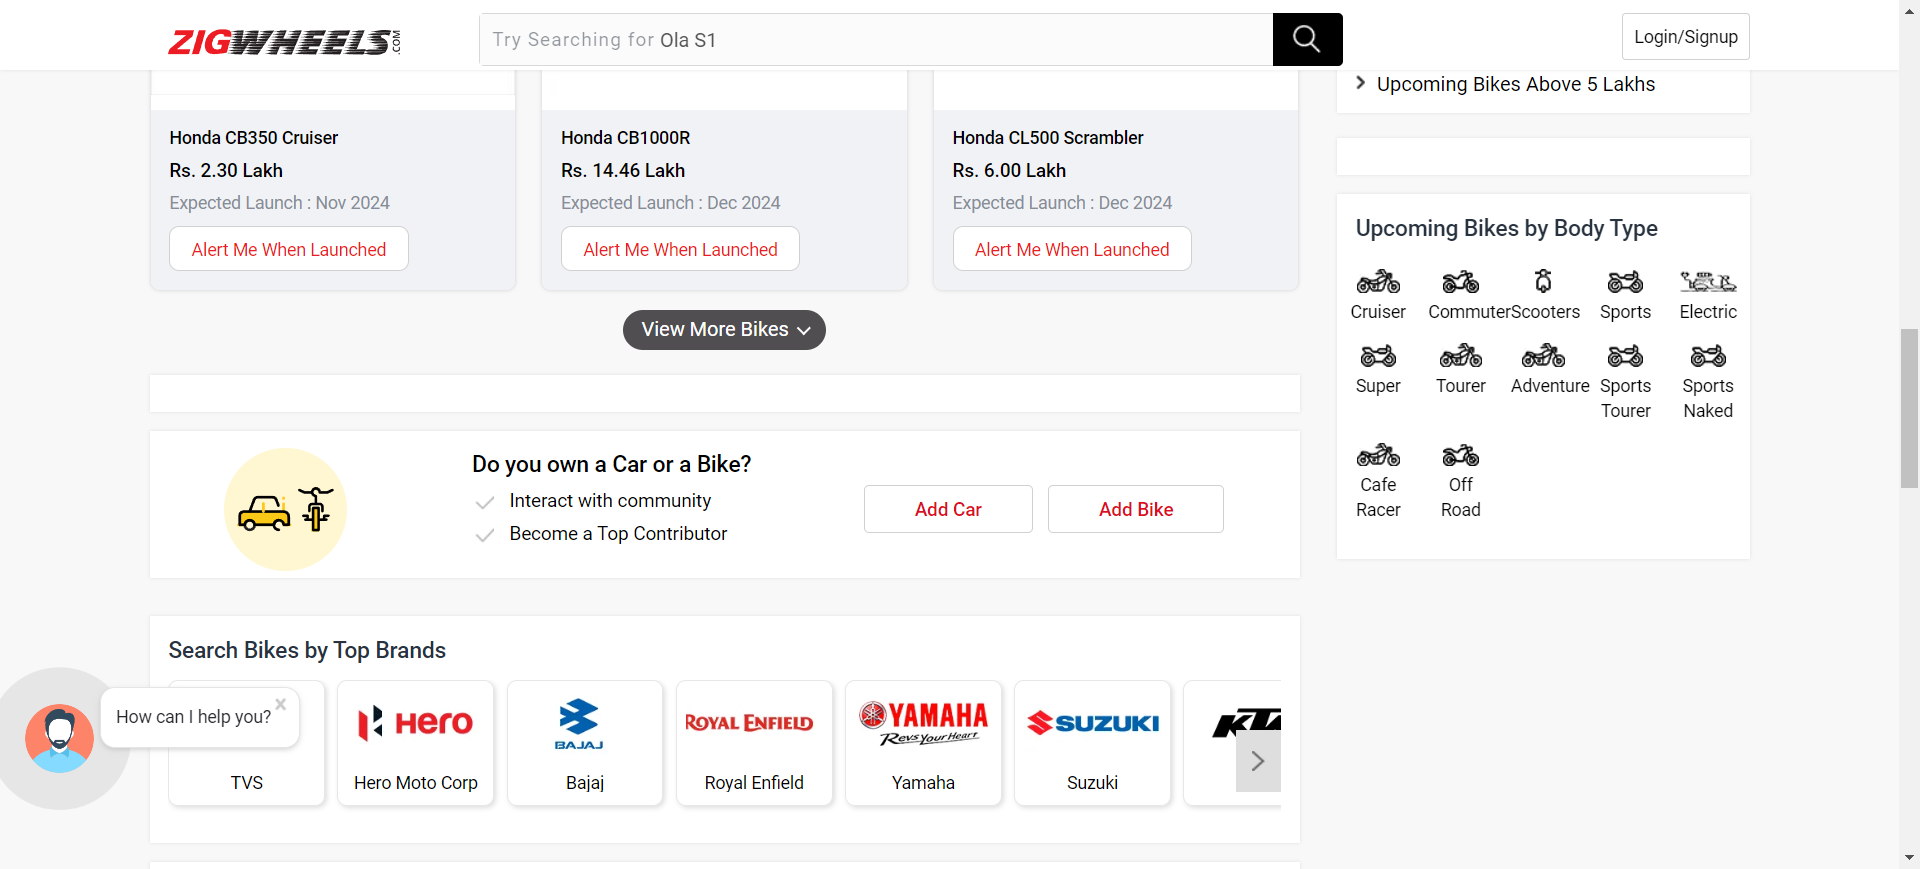 ZIGWHEELS.COM
Try Searching for Ola S1
Login/Signup
Upcoming Bikes Above 5 Lakhs
Honda CB350 Cruiser
Rs. 2.30 Lakh
Expected Launch : Nov 2024
Alert Me When Launched
Honda CB1000R
Rs. 14.46 Lakh
Expected Launch : Dec 2024
Alert Me When Launched
Honda CL500 Scrambler
Rs. 6.00 Lakh
Expected Launch : Dec 2024
Alert Me When Launched
View More Bikes
Upcoming Bikes by Body Type
Cruiser
Commuter
Scooters
Sports
Electric
Super
Tourer
Adventure
Sports
Tourer
Sports
Naked
Cafe
Racer
Off
Road
Do you own a Car or a Bike?
Interact with community
Become a Top Contributor
Add Car
Add Bike
Search Bikes by Top Brands
How can I help you?
x
TVS
Hero
Hero Moto Corp
BAJAJ
Bajaj
ROYAL ENFIELD
Royal Enfield
YAMAHA
Revs Your Heart
Yamaha
SUZUKI
Suzuki